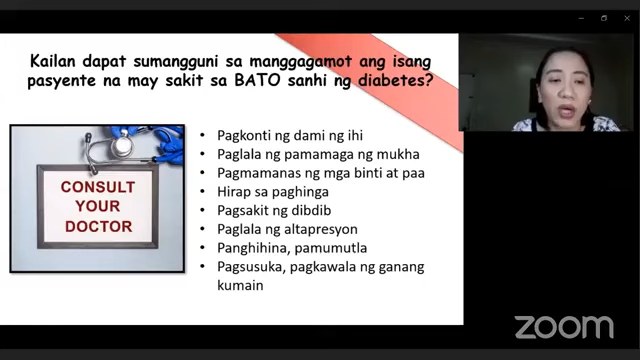 Kailan dapat sumangguni sa manggagamot ang isang
pasyente na may sakit sa BATO sanhi ng diabetes?
CONSULT
YOUR
DOCTOR
• Pagkonti ng dami ng ihi
• Paglala ng pamamaga ng mukha
• Pagmamanas ng mga binti at paa
• Hirap sa paghinga
• Pagsakit ng dibdib
• Paglala ng altapresyon
• Panghihina, pamumutla
• Pagsusuka, pagkawala ng ganang
kumain
zoom